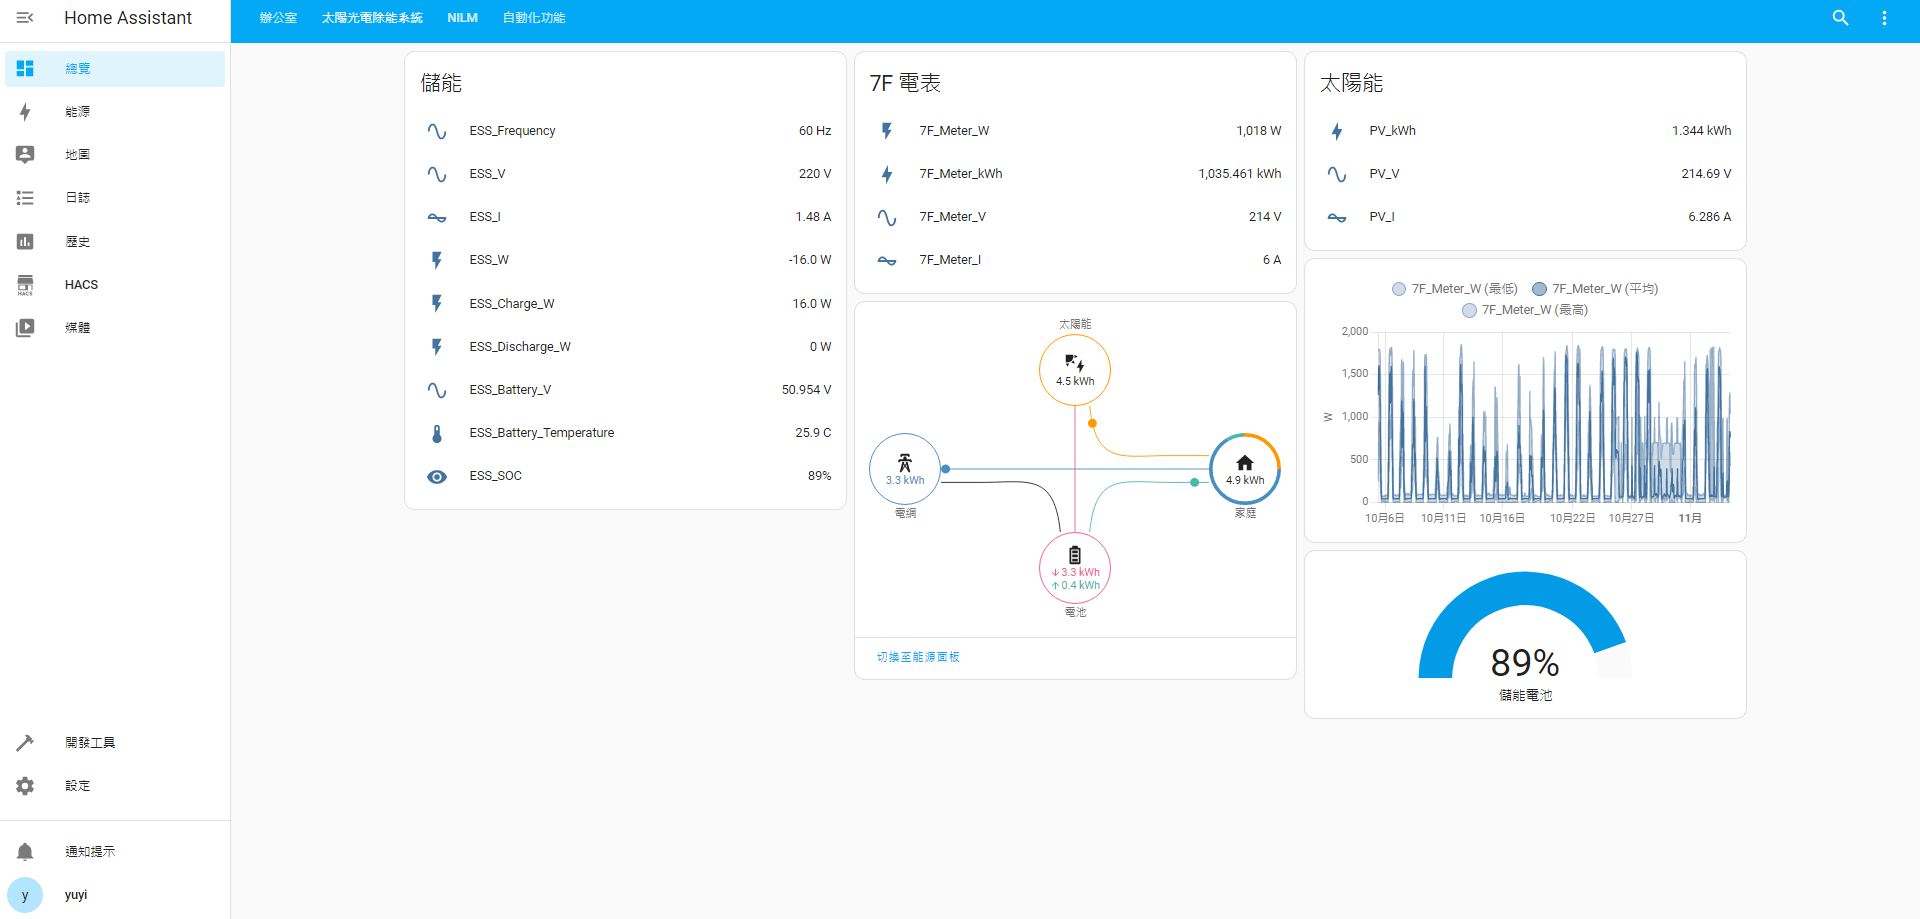 Home Assistant
辦公室 太陽光電除能系統 NILM 自動化功能
總覽
能源
地圖
日誌
歷史
HACS
媒體
開發工具
設定
通知提示
y yuyi
儲能
ESS_Frequency 60 Hz
ESS_V 220 V
ESS_I 1.48 A
ESS_W -16.0 W
ESS_Charge_W 16.0 W
ESS_Discharge_W 0 W
ESS_Battery_V 50.954 V
ESS_Battery_Temperature 25.9 C
ESS_SOC 89%
7F 電表
7F_Meter_W 1,018 W
7F_Meter_kWh 1,035.461 kWh
7F_Meter_V 214 V
7F_Meter_I 6 A
太陽能
4.5 kWh
3.3 kWh
電網
4.9 kWh
家庭
↓3.3 kWh
↑0.4 kWh
電池
切換至能源面板
太陽能
PV_kWh 1.344 kWh
PV_V 214.69 V
PV_I 6.286 A
7F_Meter_W (最低) 7F_Meter_W (平均)
7F_Meter_W (最高)
2,000
1,500
1,000
500
0
W
10月6日 10月11日 10月16日 10月22日 10月27日 11月
89%
儲能電池